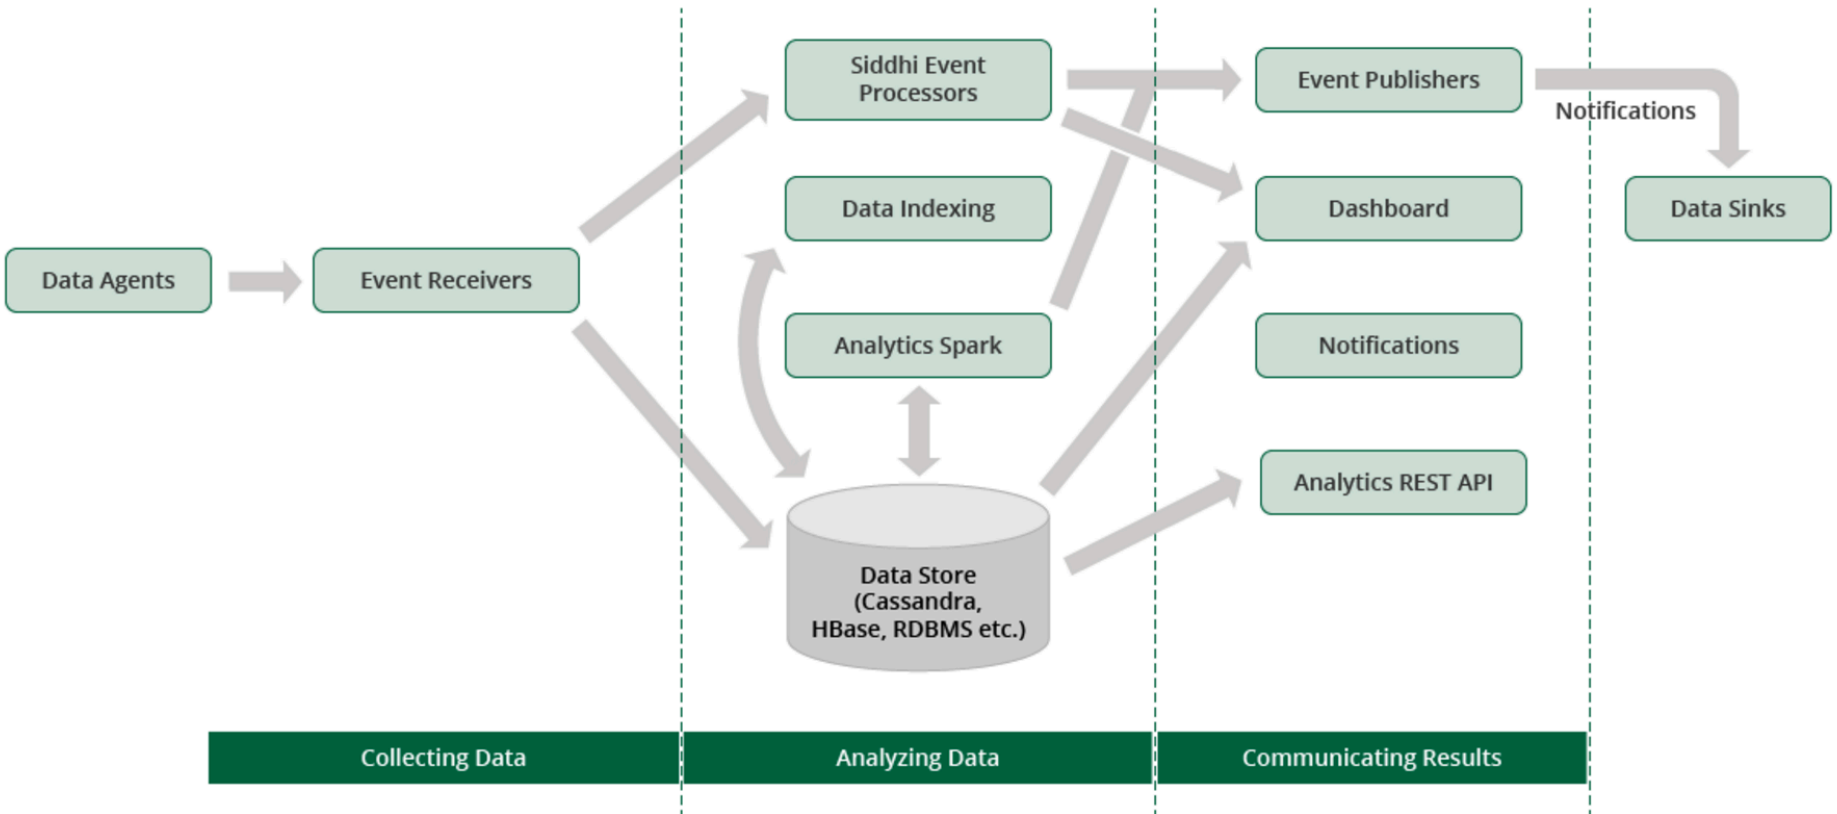 Siddhi Event
Processors
Event Publishers
Notifications
Data Indexing
Dashboard
Data Sinks
Data Agents
Event Receivers
Analytics Spark
Notifications
Analytics REST API
Data Store
(Cassandra,
HBase, RDBMS etc.)
Collecting Data
Analyzing Data
Communicating Results